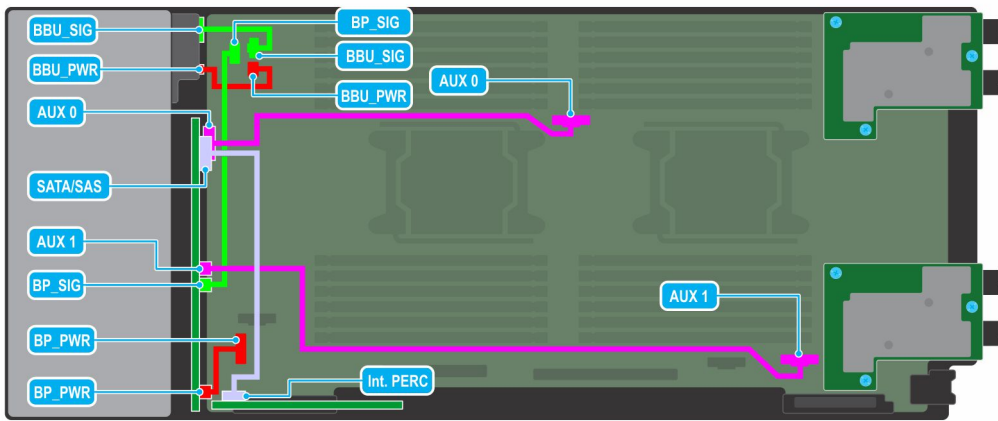 BBU_SIG
BP_SIG
BBU_SIG
BBU_PWR
BBU_PWR
AUX 0
AUX 0
SATA/SAS
AUX 1
BP_SIG
AUX 1
BP_PWR
Int. PERC
BP_PWR